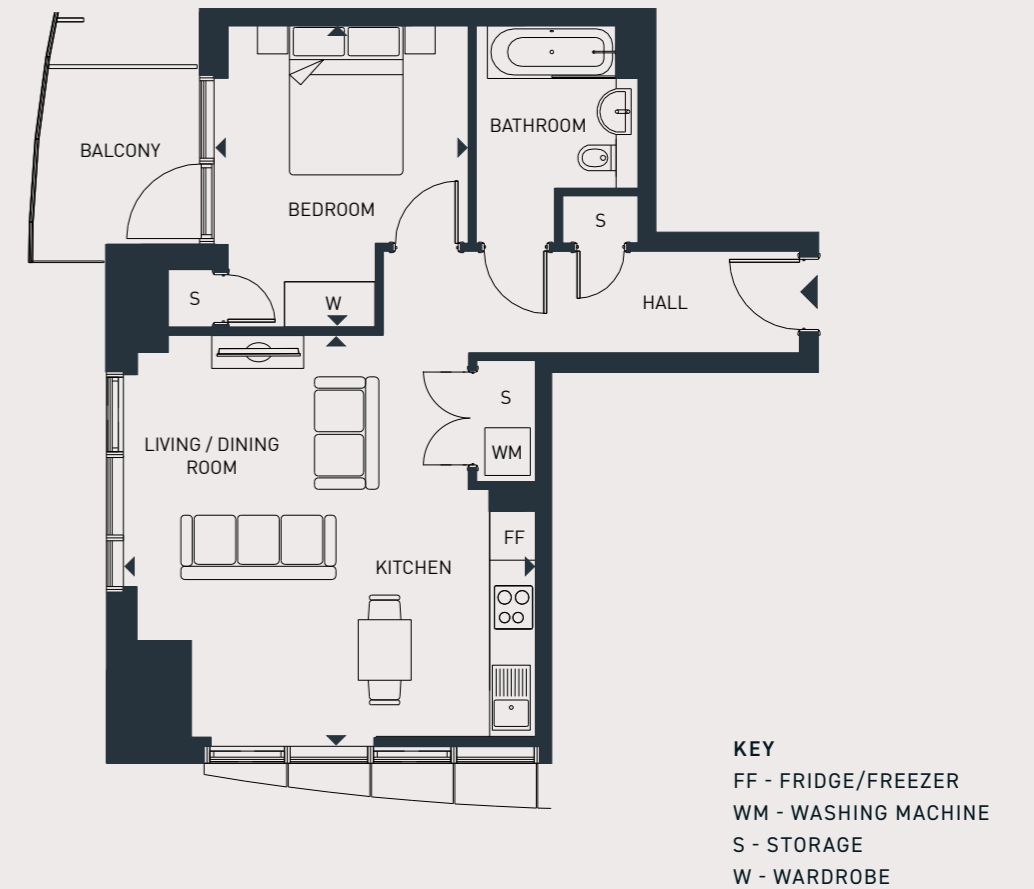 BATHROOM
BALCONY
BEDROOM
S
S
W
HALL
S
LIVING / DINING
ROOM
WM
FF
KITCHEN
KEY
FF - FRIDGE/FREEZER
WM - WASHING MACHINE
S - STORAGE
W - WARDROBE